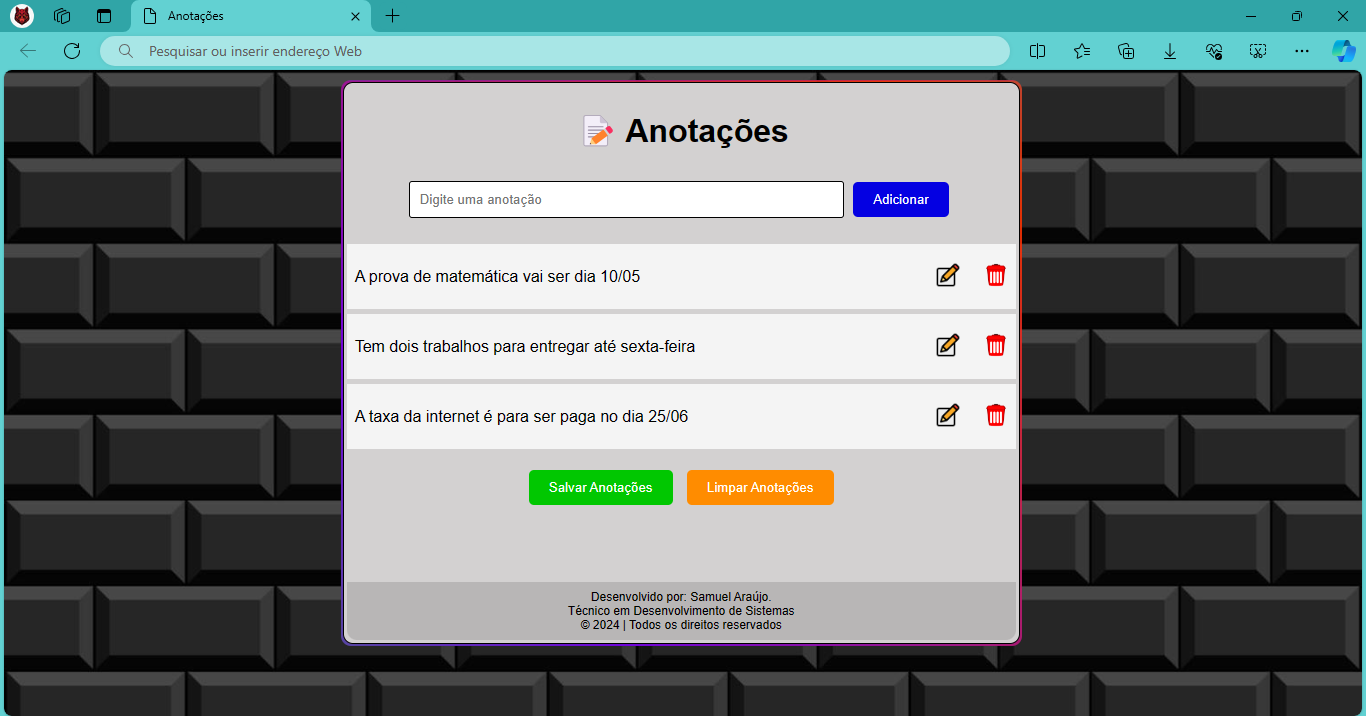 Anotações
Pesquisar ou inserir endereço Web
Anotações
Digite uma anotação
Adicionar
A prova de matemática vai ser dia 10/05
Tem dois trabalhos para entregar até sexta-feira
A taxa da internet é para ser paga no dia 25/06
Salvar Anotações
Limpar Anotações
Desenvolvido por: Samuel Araújo.
Técnico em Desenvolvimento de Sistemas
© 2024 | Todos os direitos reservados